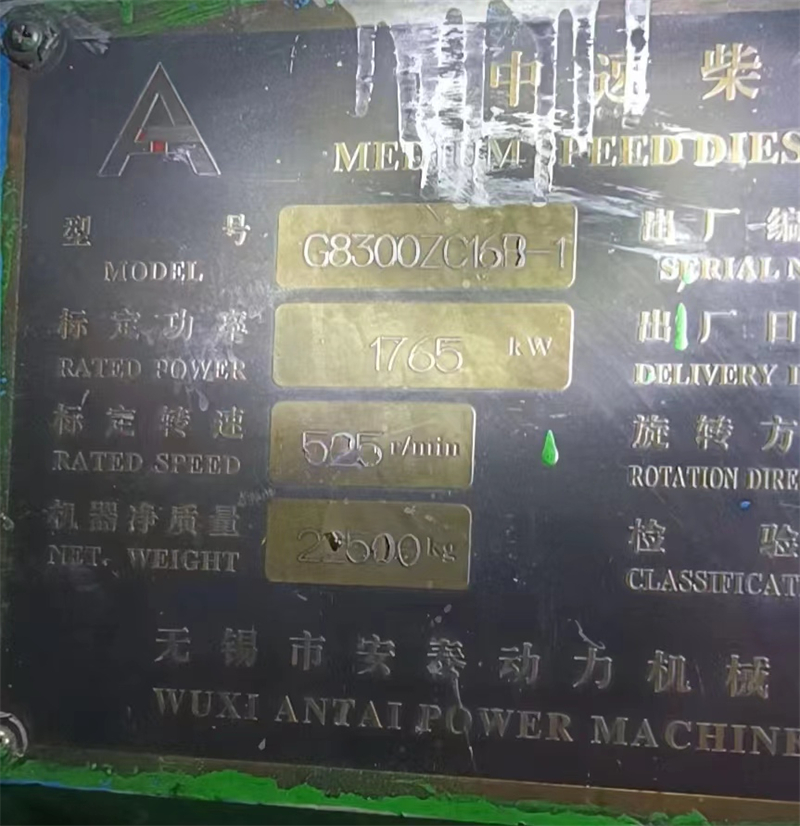 中速柴
MEDIUM SPEED DIES
型号 G8300ZC16B-1 出厂编
MODEL SERIAL N
标定功率 1765 kW 出厂日
RATED POWER DELIVERY
标定转速 525 r/min 旋转方
RATED SPEED ROTATION DIRE
机器净质量 22500 kg 检验
NET. WEIGHT CLASSIFICAT
无锡市安泰动力机械
WUXI ANTAI POWER MACHINE